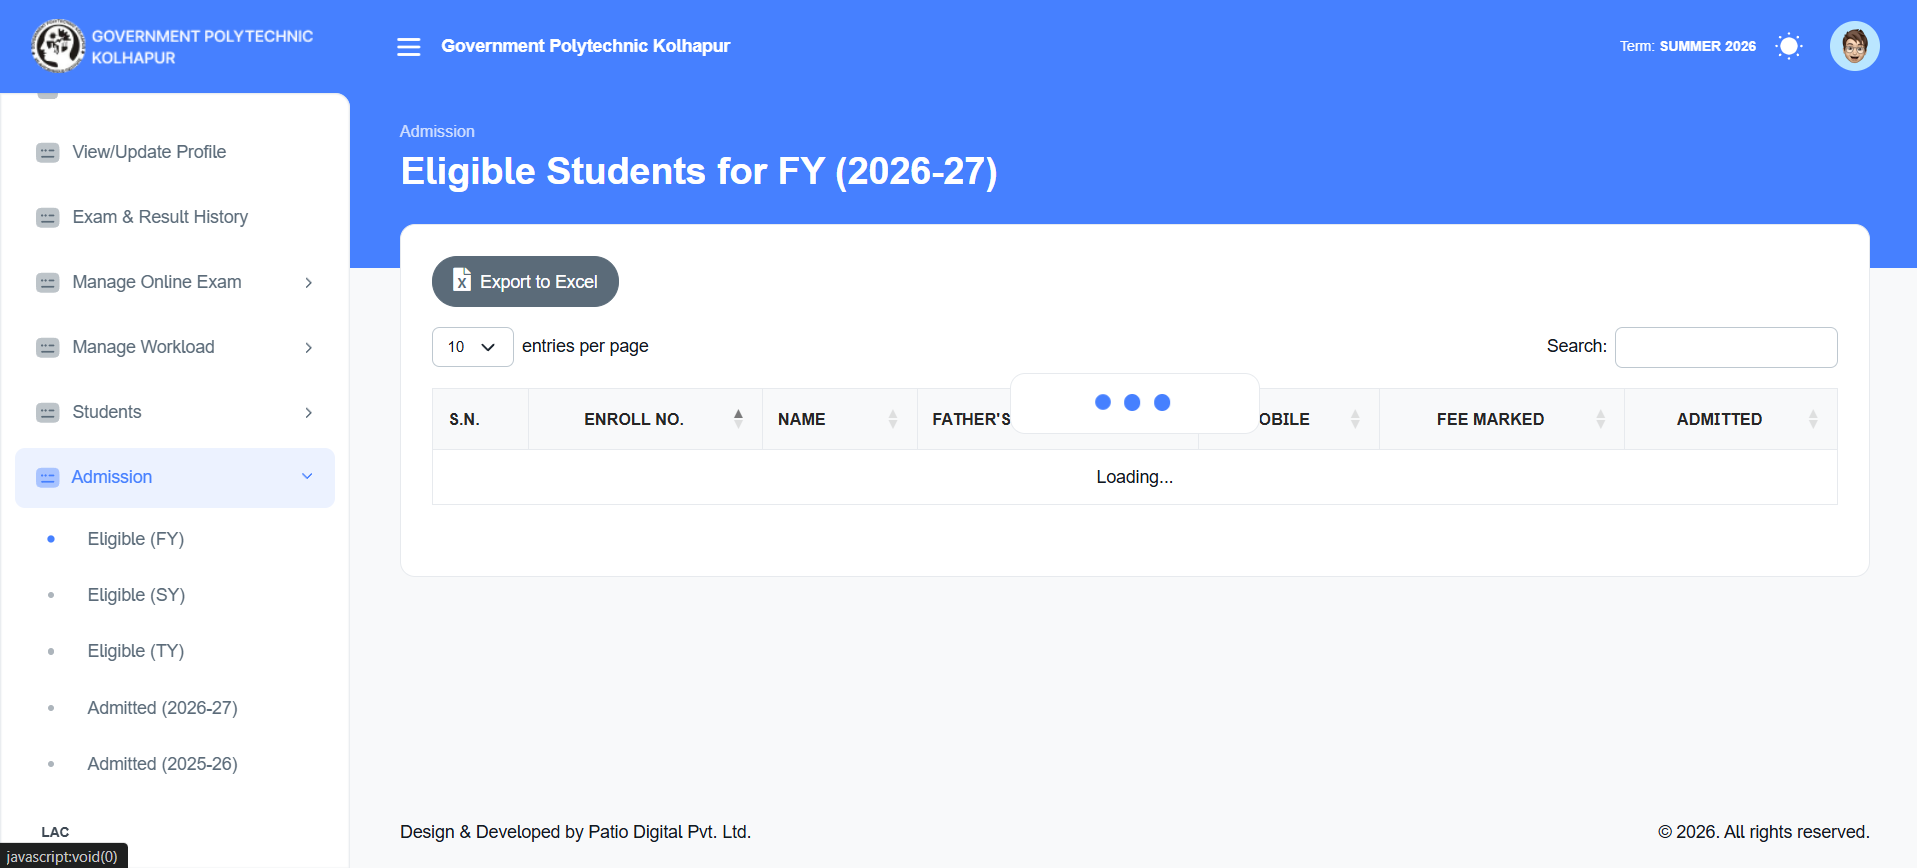 GOVERNMENT POLYTECHNIC
KOLHAPUR
Government Polytechnic Kolhapur
Term: SUMMER 2026
View/Update Profile
Exam & Result History
Manage Online Exam
Manage Workload
Students
Admission
Eligible (FY)
Eligible (SY)
Eligible (TY)
Admitted (2026-27)
Admitted (2025-26)
LAC
javascript:void(0)
Admission
Eligible Students for FY (2026-27)
Export to Excel
10 entries per page
Search:
S.N. ENROLL NO. NAME FATHER'S OBILE FEE MARKED ADMITTED
Loading...
Design & Developed by Patio Digital Pvt. Ltd.
© 2026. All rights reserved.